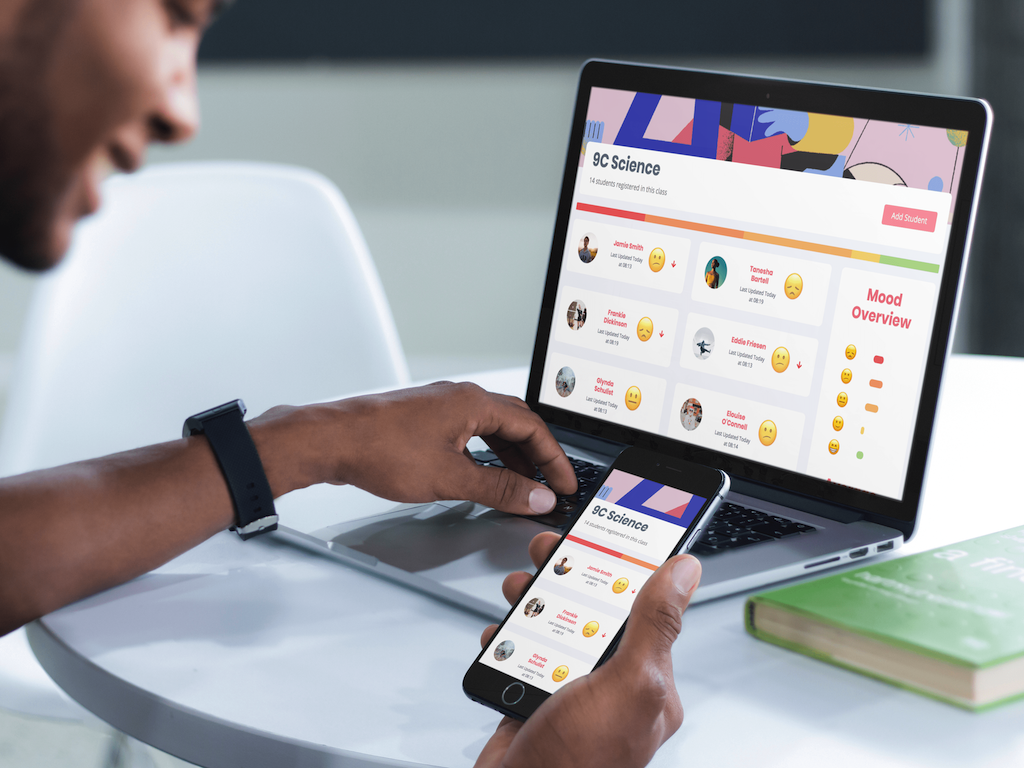 9C Science
14 students registered in this class
Add Student
Jamie Smith
Last Updated Today
at 08:13
Tanesha
Bartell
Last Updated Today
at 08:19
Frankie
Dickinson
Last Updated Today
at 08:19
Eddie Friesen
Last Updated Today
at 08:13
Glynda
Schulist
Last Updated Today
at 08:13
Elouise
O'Connell
Last Updated Today
at 08:14
Mood
Overview
9C Science
14 students registered in this class
Jamie Smith
Last Updated Today
at 08:13
Frankie
Dickinson
Last Updated Today
at 08:19
Glynda
Schulist
Last Updated Today
at 08:13